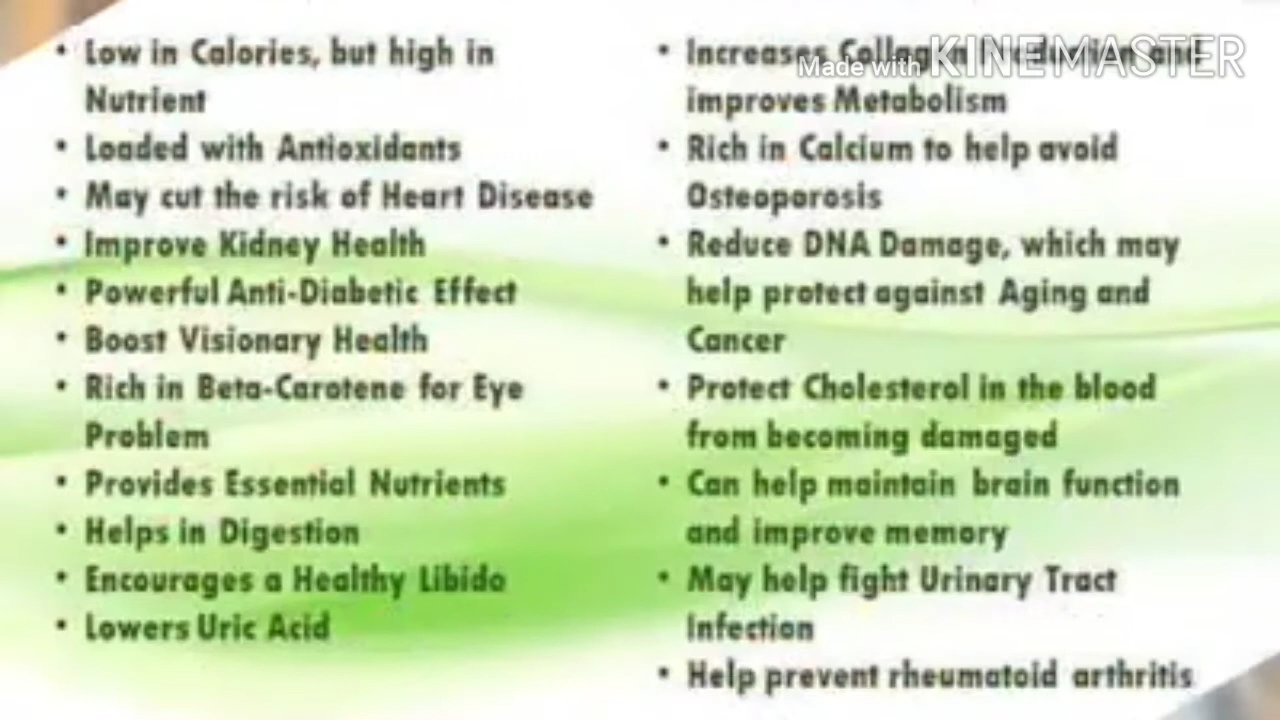 • Low in Calories, but high in
Nutrient
• Loaded with Antioxidants
• May cut the risk of Heart Disease
• Improve Kidney Health
• Powerful Anti-Diabetic Effect
• Boost Visionary Health
• Rich in Beta-Carotene for Eye
Problem
• Provides Essential Nutrients
• Helps in Digestion
• Encourages a Healthy Libido
• Lowers Uric Acid
• Increases Collagen Production and
improves Metabolism
• Rich in Calcium to help avoid
Osteoporosis
• Reduce DNA Damage, which may
help protect against Aging and
Cancer
• Protect Cholesterol in the blood
from becoming damaged
• Can help maintain brain function
and improve memory
• May help fight Urinary Tract
Infection
• Help prevent rheumatoid arthritis
Made with KINEMASTER